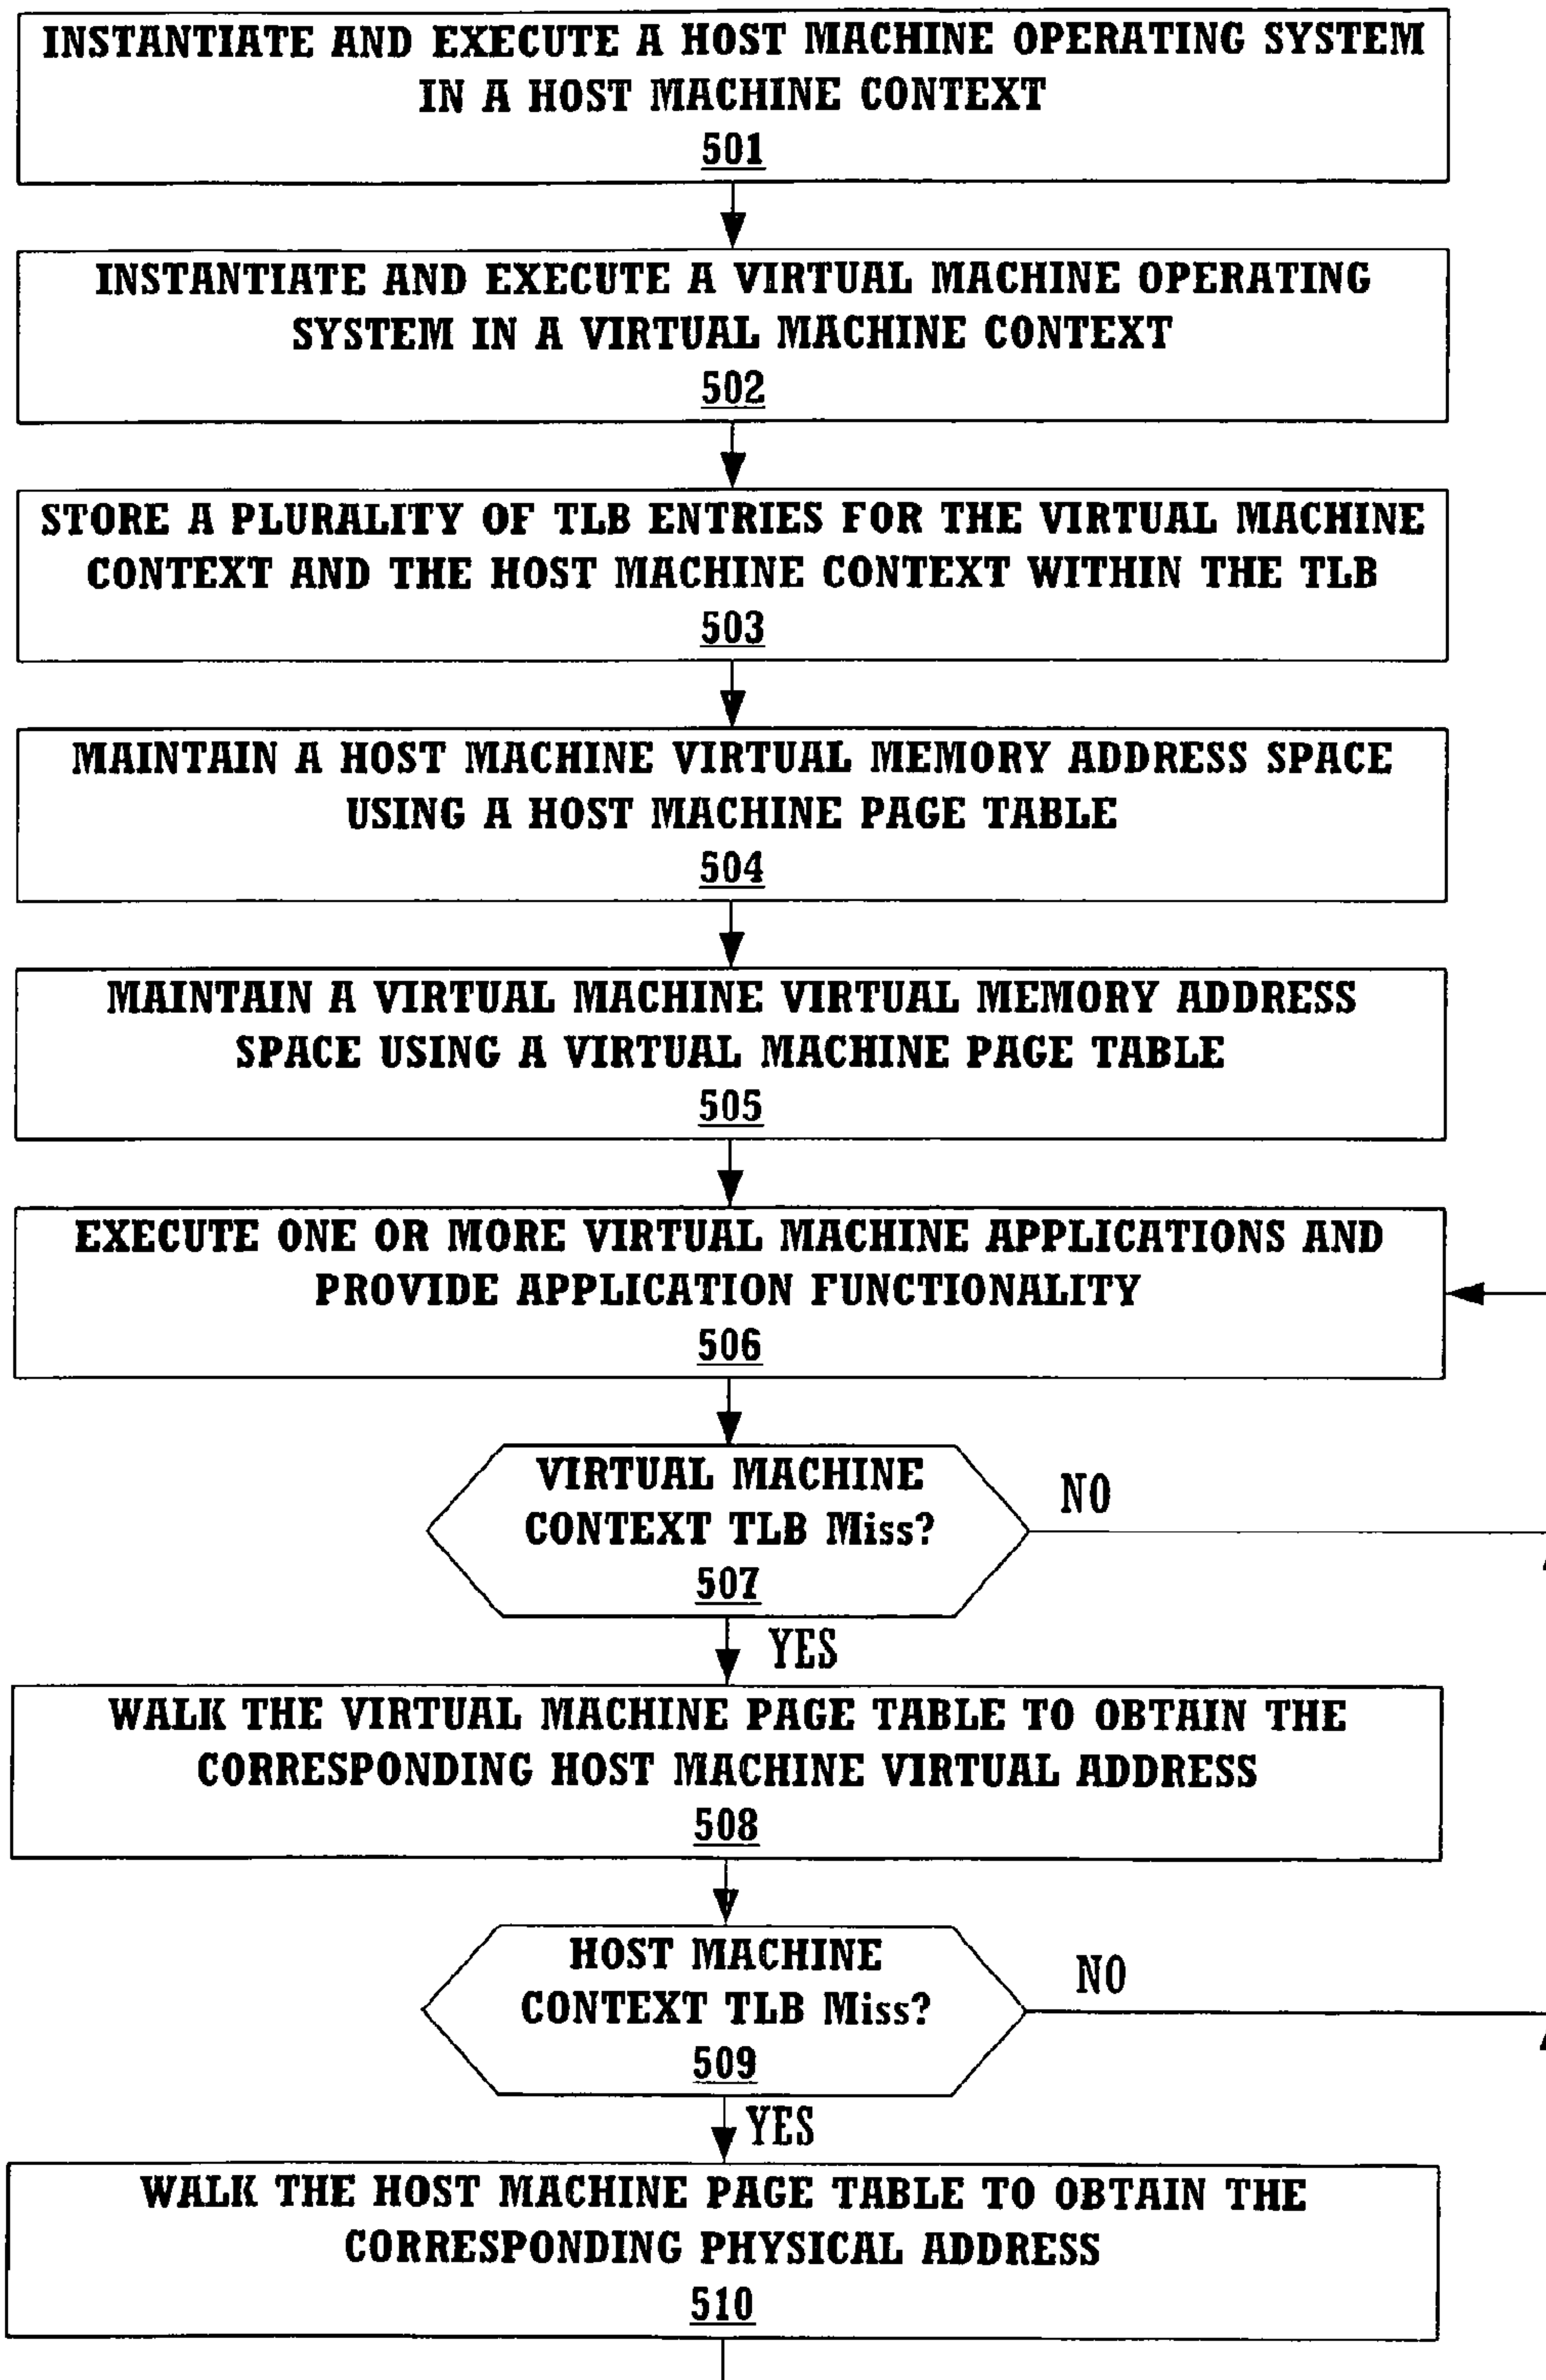 INSTANTIATE AND EXECUTE A HOST MACHINE OPERATING SYSTEM
IN A HOST MACHINE CONTEXT
501
INSTANTIATE AND EXECUTE A VIRTUAL MACHINE OPERATING
SYSTEM IN A VIRTUAL MACHINE CONTEXT
502
STORE A PLURALITY OF TLB ENTRIES FOR THE VIRTUAL MACHINE
CONTEXT AND THE HOST MACHINE CONTEXT WITHIN THE TLB
503
MAINTAIN A HOST MACHINE VIRTUAL MEMORY ADDRESS SPACE
USING A HOST MACHINE PAGE TABLE
504
MAINTAIN A VIRTUAL MACHINE VIRTUAL MEMORY ADDRESS
SPACE USING A VIRTUAL MACHINE PAGE TABLE
505
EXECUTE ONE OR MORE VIRTUAL MACHINE APPLICATIONS AND
PROVIDE APPLICATION FUNCTIONALITY
506
VIRTUAL MACHINE
CONTEXT TLB Miss?
507
NO
YES
WALK THE VIRTUAL MACHINE PAGE TABLE TO OBTAIN THE
CORRESPONDING HOST MACHINE VIRTUAL ADDRESS
508
HOST MACHINE
CONTEXT TLB Miss?
509
NO
YES
WALK THE HOST MACHINE PAGE TABLE TO OBTAIN THE
CORRESPONDING PHYSICAL ADDRESS
510